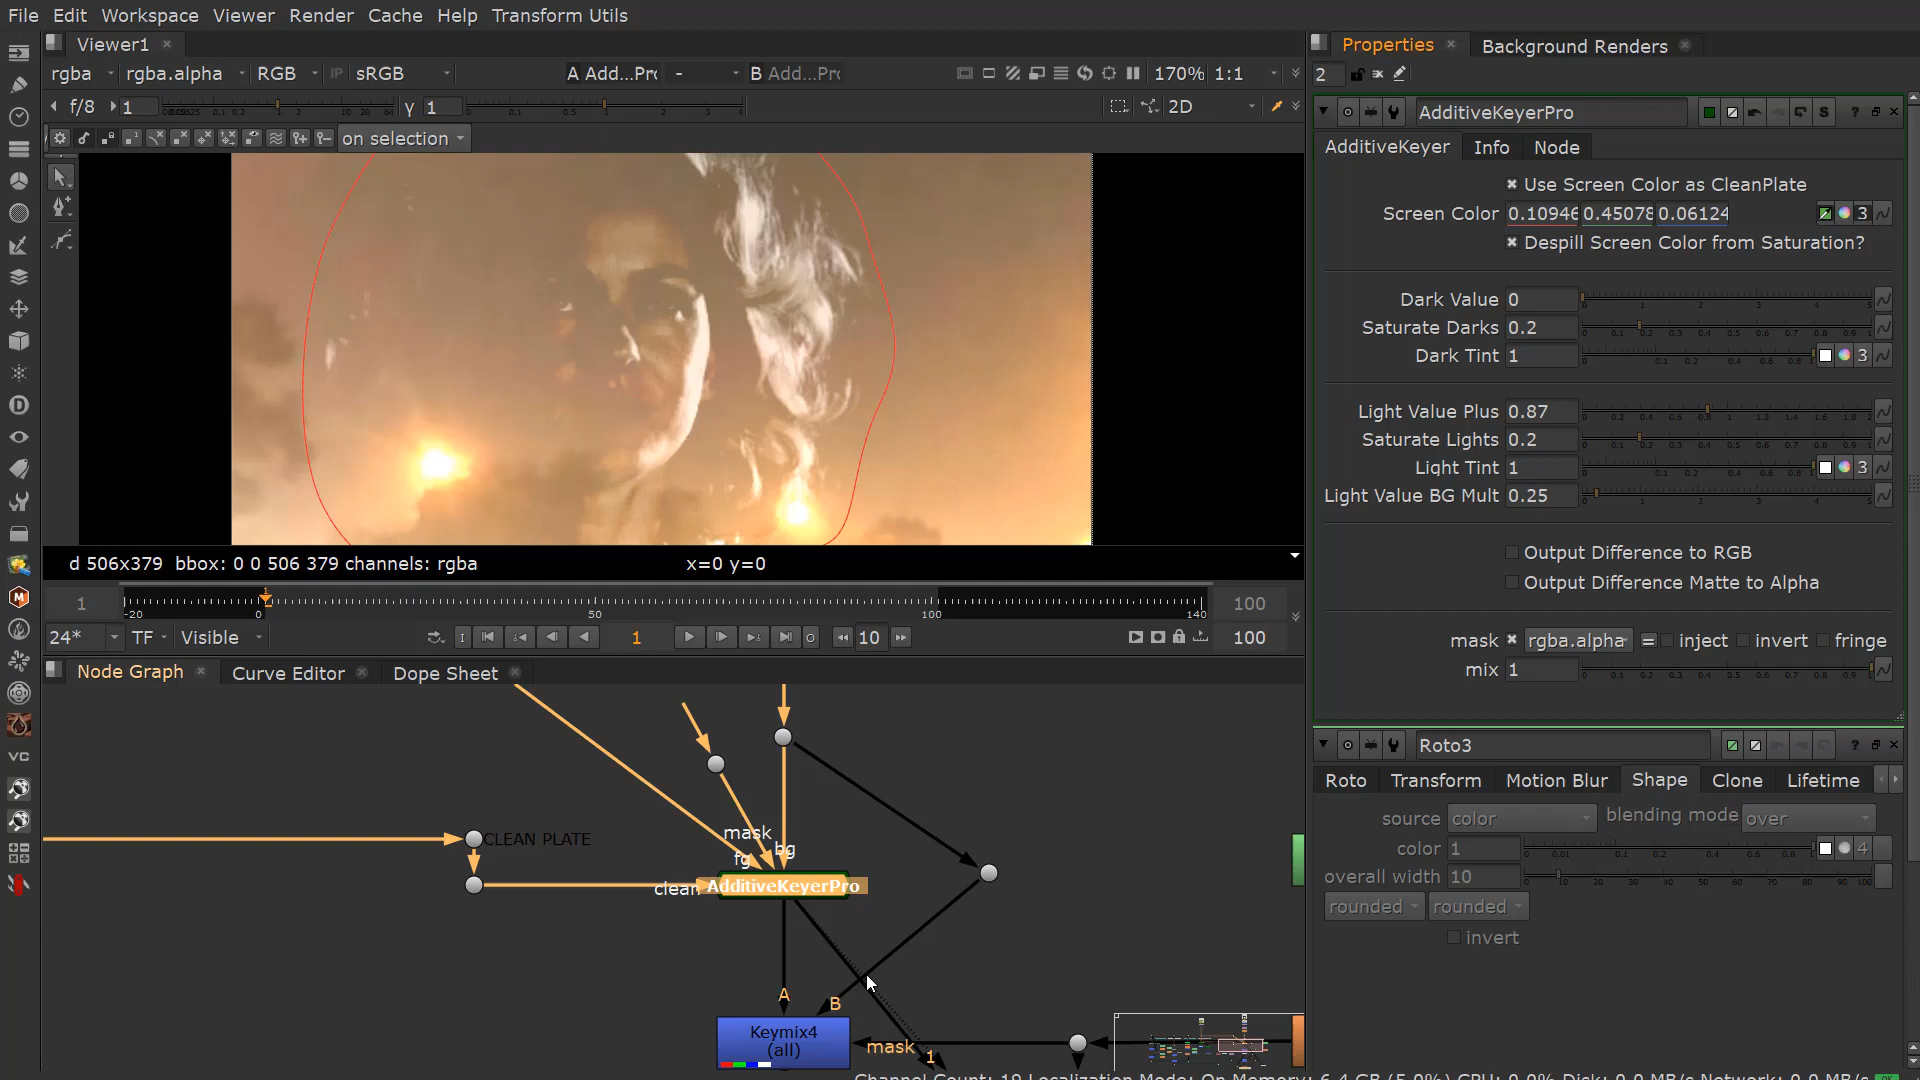 File Edit Workspace Viewer Render Cache Help Transform Utils
Viewer1
rgba rgba.alpha RGB IP sRGB A Add...Pro - B Add...Pro 170% 1:1
f/8 1 γ 1 2D
on selection
d 506x379 bbox: 0 0 506 379 channels: rgba x=0 y=0
1 -20 0 1 50 100 140 100
24* TF Visible I 1 O 10 100
Node Graph Curve Editor Dope Sheet
CLEAN PLATE
mask
fg bg
clean AdditiveKeyerPro
A B
Keymix4
(all)
mask 1
VC
Properties Background Renders
2
AdditiveKeyerPro S ?
AdditiveKeyer Info Node
Use Screen Color as CleanPlate
Screen Color 0.10946 0.45078 0.06124 3
Despill Screen Color from Saturation?
Dark Value 0
Saturate Darks 0.2
Dark Tint 1 3
Light Value Plus 0.87
Saturate Lights 0.2
Light Tint 1 3
Light Value BG Mult 0.25
Output Difference to RGB
Output Difference Matte to Alpha
mask rgba.alpha = inject invert fringe
mix 1
Roto3 ?
Roto Transform Motion Blur Shape Clone Lifetime
source color blending mode over
color 1 4
overall width 10
rounded rounded
invert